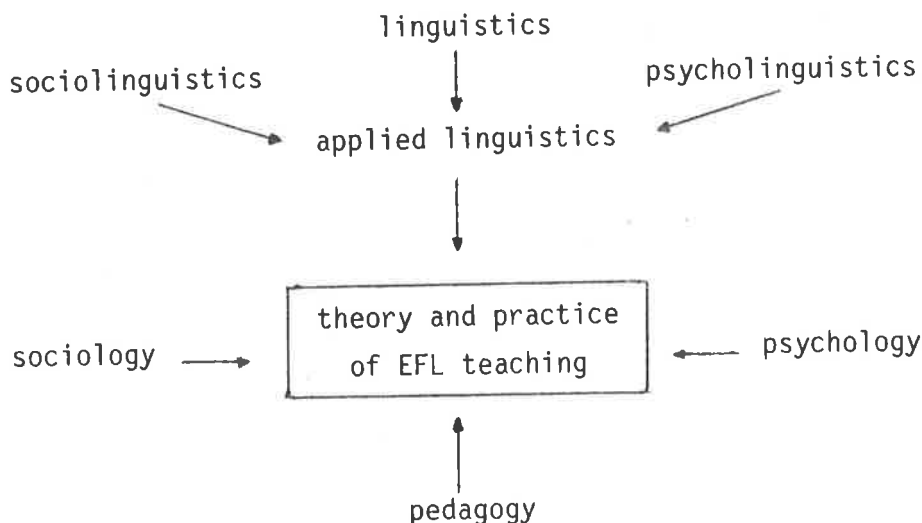 linguistics
sociolinguistics
psycholinguistics
applied linguistics
theory and practice
of EFL teaching
sociology
psychology
pedagogy